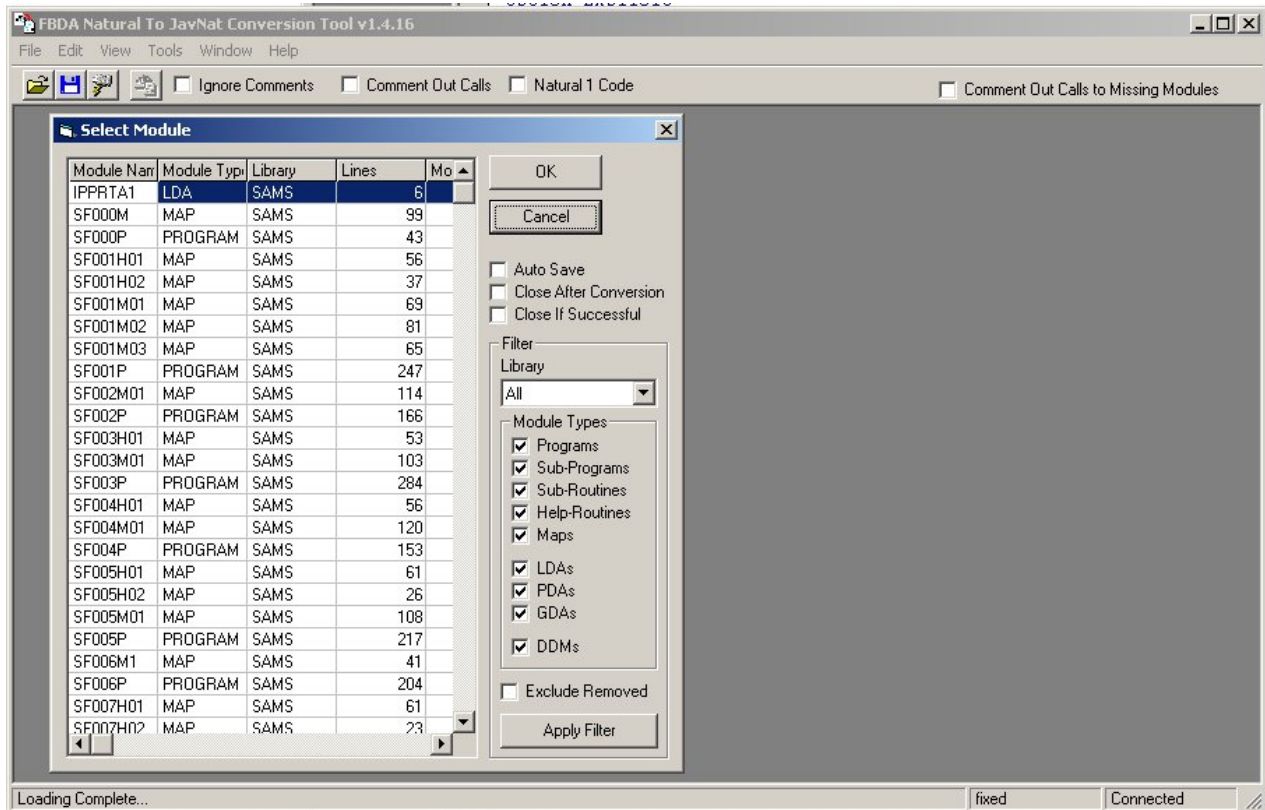 FBDA Natural To JavNat Conversion Tool v1.4.16
File Edit View Tools Window Help
Ignore Comments Comment Out Calls Natural 1 Code Comment Out Calls to Missing Modules
Select Module
Module Nam Module Typ Library Lines Mo
IPPRTA1 LDA SAMS 6
SF000M MAP SAMS 99
SF000P PROGRAM SAMS 43
SF001H01 MAP SAMS 56
SF001H02 MAP SAMS 37
SF001M01 MAP SAMS 69
SF001M02 MAP SAMS 81
SF001M03 MAP SAMS 65
SF001P PROGRAM SAMS 247
SF002M01 MAP SAMS 114
SF002P PROGRAM SAMS 166
SF003H01 MAP SAMS 53
SF003M01 MAP SAMS 103
SF003P PROGRAM SAMS 284
SF004H01 MAP SAMS 56
SF004M01 MAP SAMS 120
SF004P PROGRAM SAMS 153
SF005H01 MAP SAMS 61
SF005H02 MAP SAMS 26
SF005M01 MAP SAMS 108
SF005P PROGRAM SAMS 217
SF006M1 MAP SAMS 41
SF006P PROGRAM SAMS 204
SF007H01 MAP SAMS 61
SF007H02 MAP SAMS 23
OK
Cancel
Auto Save
Close After Conversion
Close If Successful
Filter
Library
All
Module Types
Programs
Sub-Programs
Sub-Routines
Help-Routines
Maps
LDAs
PDAs
GDAs
DDMs
Exclude Removed
Apply Filter
Loading Complete... fixed Connected